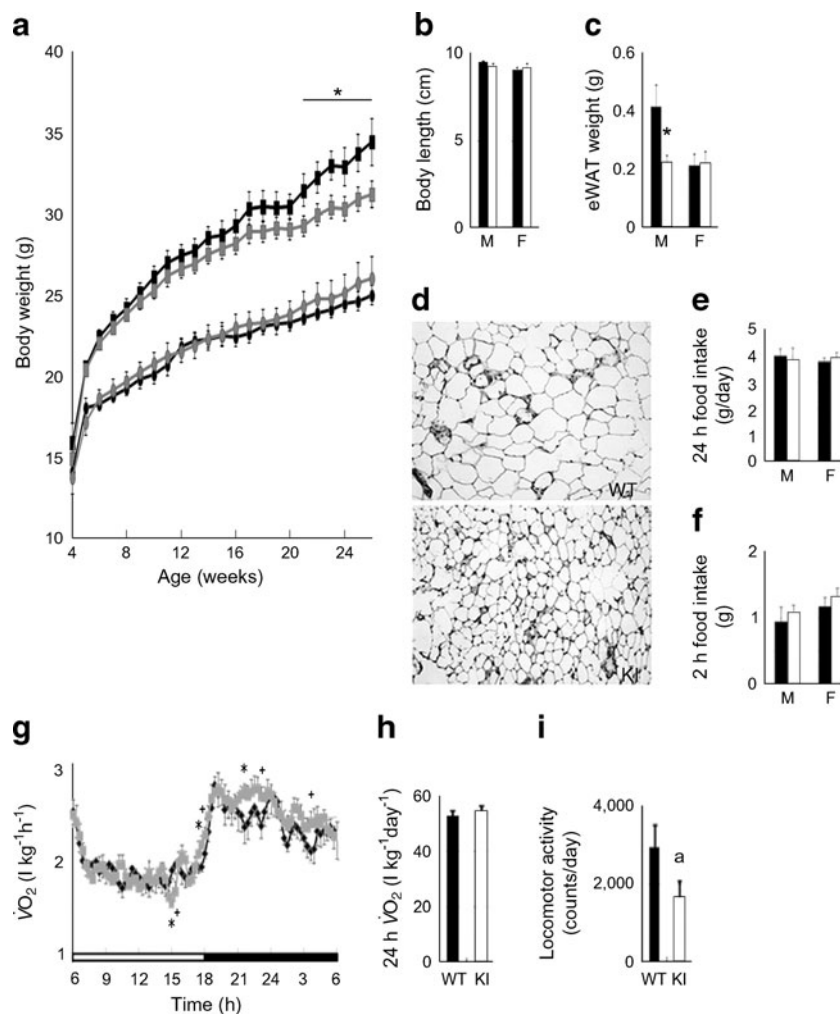 a
40
35
30
25
20
15
10
Body weight (g)
*
4 8 12 16 20 24
Age (weeks)
b
10
5
0
Body length (cm)
M F
c
0.6
0.4
0.2
0
eWAT weight (g)
*
M F
d
WT
KI
e
5
4
3
2
1
0
24 h food intake
(g/day)
M F
f
2
1
0
2 h food intake
(g)
M F
g
3
2
1
V̇O₂ (l kg⁻¹h⁻¹)
* + * + +
* +
6 9 12 15 18 21 24 3 6
Time (h)
h
60
40
20
0
24 h V̇O₂ (l kg⁻¹day⁻¹)
WT KI
i
4,000
2,000
0
Locomotor activity
(counts/day)
a
WT KI